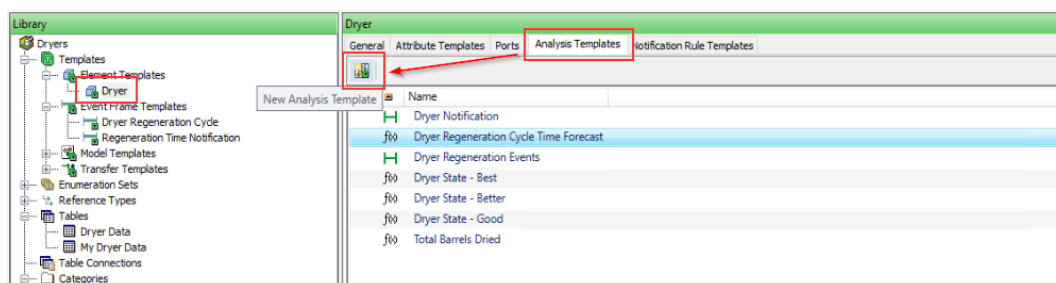 Library
Dryers
Templates
Element Templates
Dryer
Event Frame Templates
Dryer Regeneration Cycle
Regeneration Time Notification
Model Templates
Transfer Templates
Enumeration Sets
Reference Types
Tables
Dryer Data
My Dryer Data
Table Connections
Categories
Dryer
General Attribute Templates Ports Analysis Templates Notification Rule Templates
New Analysis Template
Name
Dryer Notification
f(x) Dryer Regeneration Cycle Time Forecast
Dryer Regeneration Events
f(x) Dryer State - Best
f(x) Dryer State - Better
f(x) Dryer State - Good
f(x) Total Barrels Dried